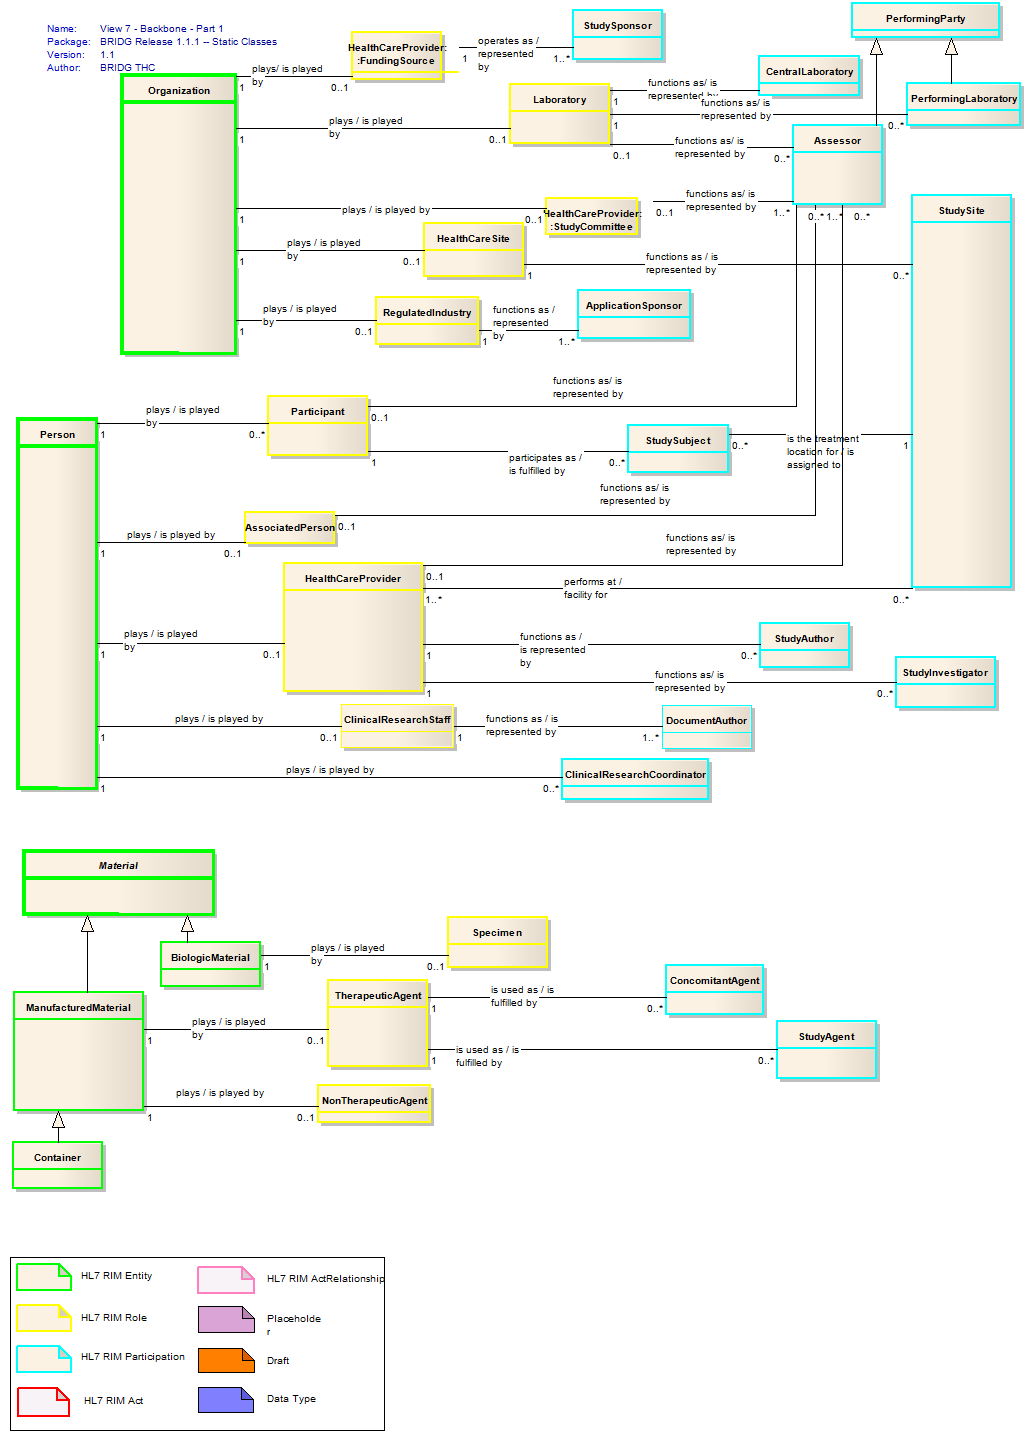 Name: View 7 - Backbone - Part 1
Package: BRIDG Release 1.1.1 -- Static Classes
Version: 1.1
Author: BRIDG THC
StudySponsor
PerformingParty
HealthCareProvider:
:FundingSource
operates as /
represented
by
1
1..*
plays/ is played
by
1
0..1
Organization
CentralLaboratory
functions as/ is
represented by
1
Laboratory
PerformingLaboratory
functions as/ is
represented by
1
0..*
plays / is played
by
1
0..1
Assessor
functions as/ is
represented by
0..1
0..*
functions as/ is
represented by
0..1
1..*
plays / is played by
1
0..1
HealthCareProvider:
:StudyCommittee
0..*
1..*
0..*
StudySite
HealthCareSite
plays / is played
by
1
0..1
functions as / is
represented by
1
0..*
ApplicationSponsor
RegulatedIndustry
plays / is played
by
1
0..1
functions as /
represented
by
1
1..*
functions as/ is
represented by
Participant
0..1
plays / is played
by
1
0..*
Person
StudySubject
0..*
is the treatment
location for / is
assigned to
1
1
participates as /
is fulfilled by
0..*
functions as/ is
represented by
AssociatedPerson
0..1
plays / is played by
1
0..1
functions as/ is
represented by
HealthCareProvider
0..1
1..*
performs at /
facility for
0..*
plays / is played
by
1
0..1
functions as /
is represented
by
1
0..*
StudyAuthor
StudyInvestigator
functions as/ is
represented by
1
0..*
plays / is played by
1
0..1
ClinicalResearchStaff
1
functions as / is
represented by
1..*
DocumentAuthor
plays / is played by
1
0..*
ClinicalResearchCoordinator
Material
Specimen
BiologicMaterial
plays / is played
by
1
0..1
ConcomitantAgent
TherapeuticAgent
is used as / is
fulfilled by
1
0..*
ManufacturedMaterial
plays / is played
by
1
0..1
StudyAgent
is used as / is
fulfilled by
1
0..*
plays / is played by
1
0..1
NonTherapeuticAgent
Container
HL7 RIM Entity
HL7 RIM ActRelationship
HL7 RIM Role
Placeholde
r
HL7 RIM Participation
Draft
HL7 RIM Act
Data Type